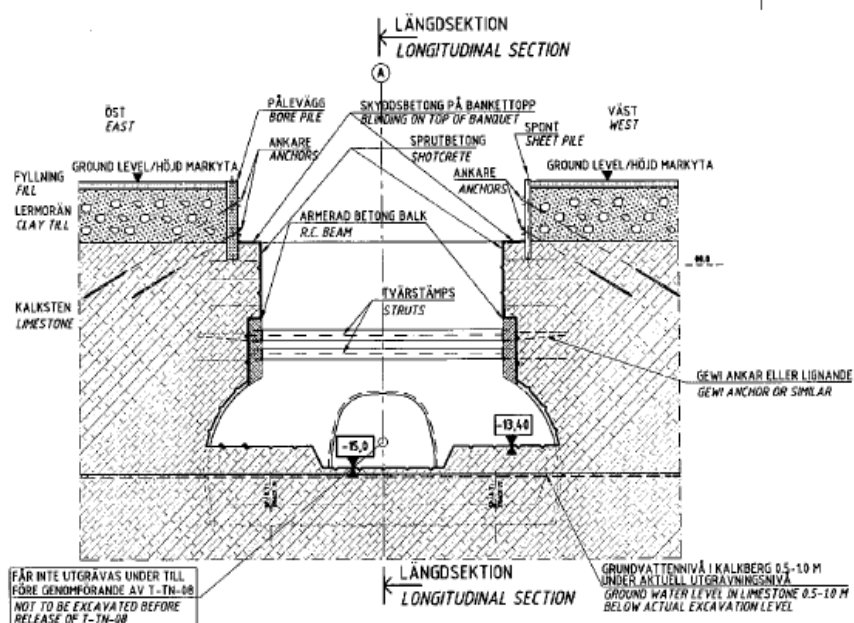 LÄNGDSEKTION
LONGITUDINAL SECTION
A
ÖST
EAST
PÅLEVÄGG
BORE PILE
SKYDDSBETONG PÅ BANKETTOPP
BLINDING ON TOP OF BANQUET
VÄST
WEST
SPONT
SHEET PILE
ANKARE
ANCHORS
SPRUTBETONG
SHOTCRETE
GROUND LEVEL/HÖJD MARKYTA
ANKARE
ANCHORS
GROUND LEVEL/HÖJD MARKYTA
FYLLNING
FILL
LERMORÄN
CLAY TILL
ARMERAD BETONG BALK
R.C. BEAM
KALKSTEN
LIMESTONE
TVÄRSTÄMPS
STRUTS
GEWI ANKAR ELLER LIGNANDE
GEWI ANCHOR OR SIMILAR
-15,0
-13,40
FÅR INTE UTGRÄVAS UNDER TILL
FÖRE GENOMFÖRANDE AV T-TN-08
NOT TO BE EXCAVATED BEFORE
RELEASE OF T-TN-08
LÄNGDSEKTION
LONGITUDINAL SECTION
GRUNDVATTENNIVÅ I KALKBERG 0.5-1.0 M
UNDER AKTUELL UTGRÄVNINGSNIVÅ
GROUND WATER LEVEL IN LIMESTONE 0.5-1.0 M
BELOW ACTUAL EXCAVATION LEVEL